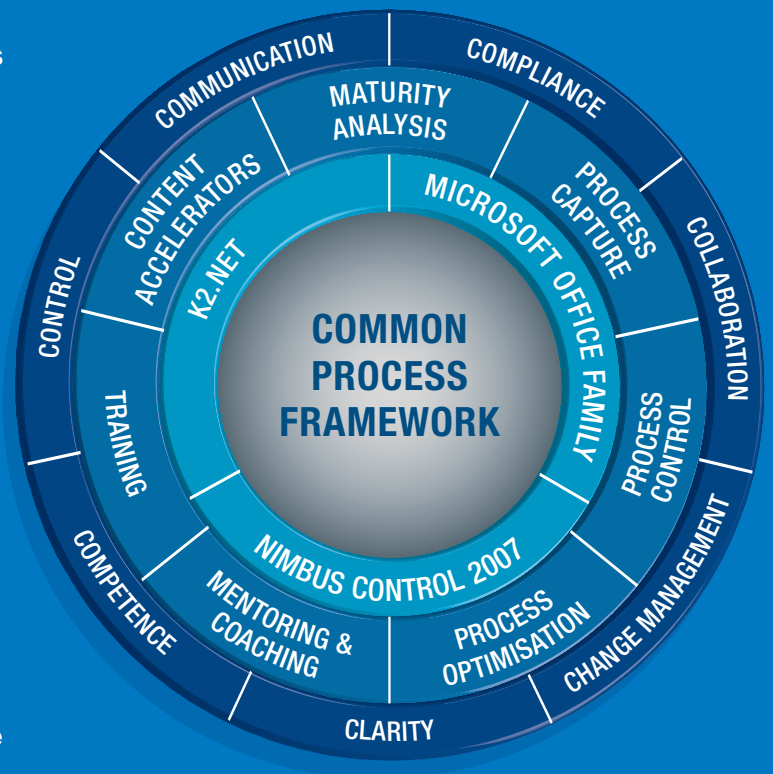 COMMUNICATION
COMPLIANCE
COLLABORATION
CHANGE MANAGEMENT
CLARITY
COMPETENCE
CONTROL
MATURITY
ANALYSIS
PROCESS
CAPTURE
PROCESS
CONTROL
PROCESS
OPTIMISATION
MENTORING &
COACHING
TRAINING
CONTENT
ACCELERATORS
K2.NET
MICROSOFT OFFICE FAMILY
NIMBUS CONTROL 2007
COMMON
PROCESS
FRAMEWORK